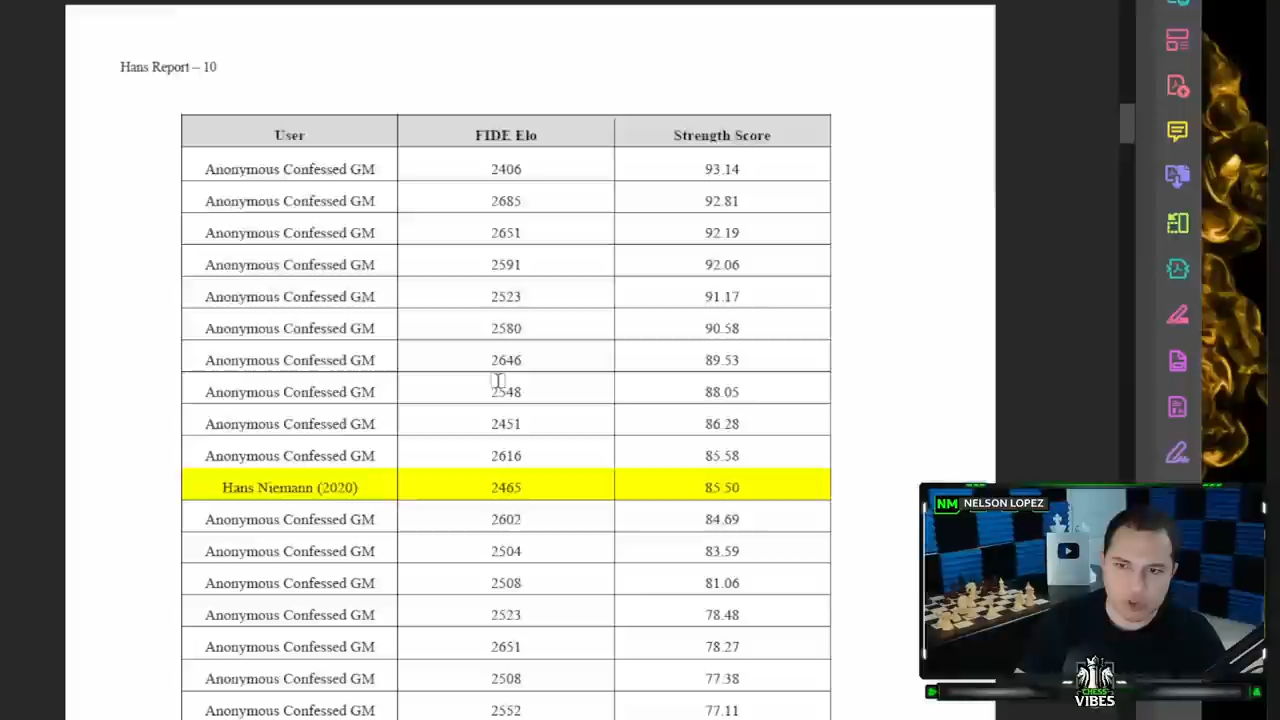 Hans Report – 10
User FIDE Elo Strength Score
Anonymous Confessed GM 2406 93.14
Anonymous Confessed GM 2685 92.81
Anonymous Confessed GM 2651 92.19
Anonymous Confessed GM 2591 92.06
Anonymous Confessed GM 2523 91.17
Anonymous Confessed GM 2580 90.58
Anonymous Confessed GM 2646 89.53
Anonymous Confessed GM 2548 88.05
Anonymous Confessed GM 2451 86.28
Anonymous Confessed GM 2616 85.58
Hans Niemann (2020) 2465 85.50
Anonymous Confessed GM 2602 84.69
Anonymous Confessed GM 2504 83.59
Anonymous Confessed GM 2508 81.06
Anonymous Confessed GM 2523 78.48
Anonymous Confessed GM 2651 78.27
Anonymous Confessed GM 2508 77.38
Anonymous Confessed GM 2552 77.11
NM NELSON LOPEZ
CHESS
VIBES